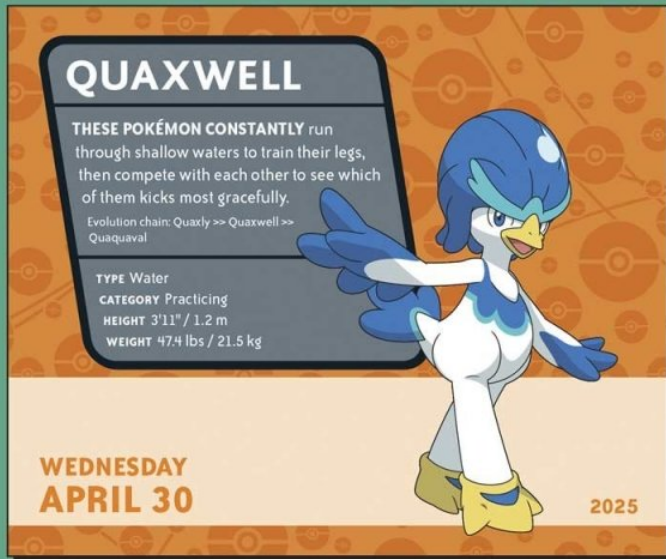 QUAXWELL
THESE POKÉMON CONSTANTLY run
through shallow waters to train their legs,
then compete with each other to see which
of them kicks most gracefully.
Evolution chain: Quaxly >> Quaxwell >>
Quaquaval
TYPE Water
CATEGORY Practicing
HEIGHT 3'11" / 1.2 m
WEIGHT 47.4 lbs / 21.5 kg
WEDNESDAY
APRIL 30
2025